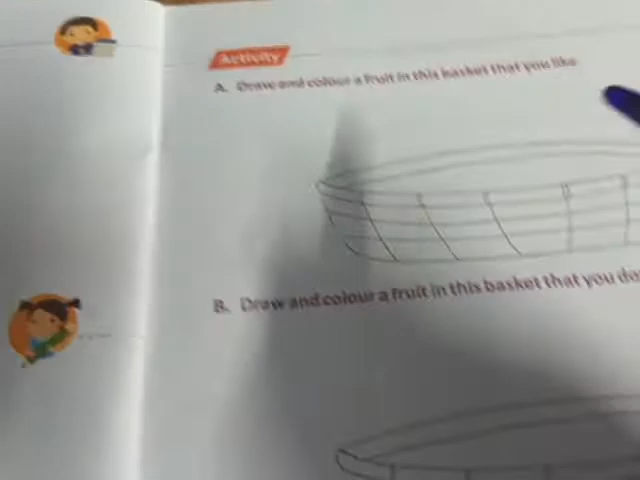 Activity
A. Draw and colour a fruit in this basket that you like
B. Draw and colour a fruit in this basket that you